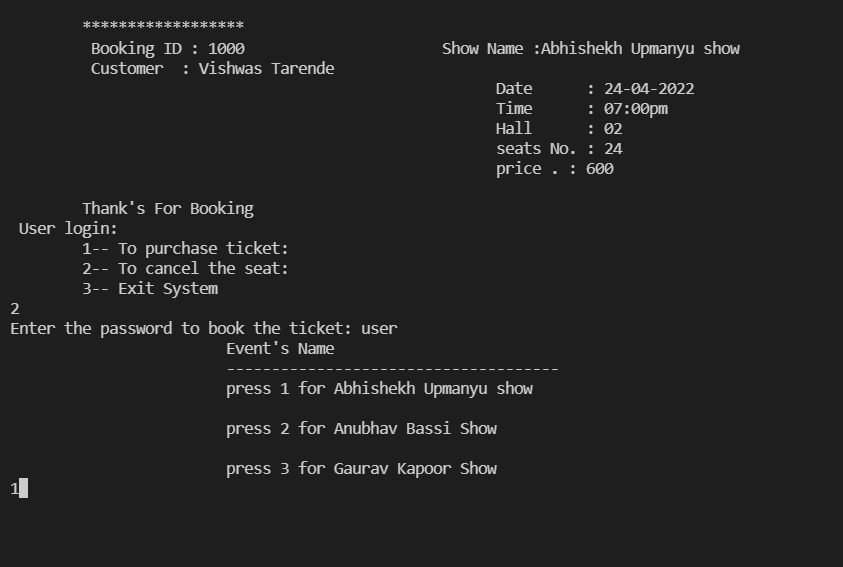 ******************
Booking ID : 1000 Show Name :Abhishekh Upmanyu show
Customer : Vishwas Tarende
Date : 24-04-2022
Time : 07:00pm
Hall : 02
seats No. : 24
price . : 600
Thank's For Booking
User login:
1-- To purchase ticket:
2-- To cancel the seat:
3-- Exit System
2
Enter the password to book the ticket: user
Event's Name
-------------------------------------
press 1 for Abhishekh Upmanyu show
press 2 for Anubhav Bassi Show
press 3 for Gaurav Kapoor Show
1